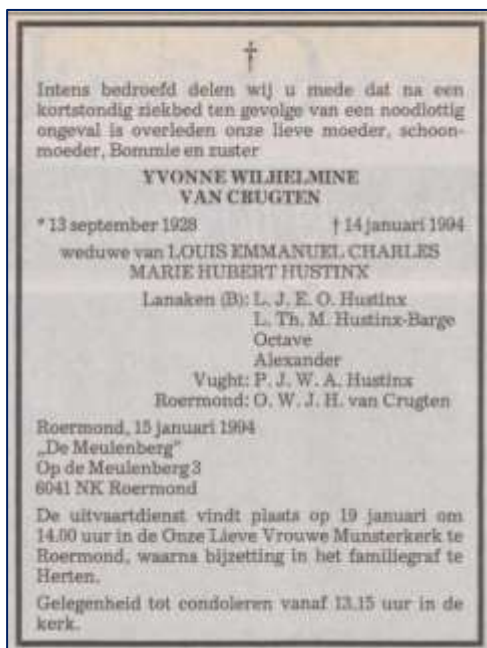 †
Intens bedroefd delen wij u mede dat na een
kortstondig ziekbed ten gevolge van een noodlottig
ongeval is overleden onze lieve moeder, schoon-
moeder, Bommie en zuster
YVONNE WILHELMINE
VAN CRUGTEN
* 13 september 1928 † 14 januari 1994
weduwe van LOUIS EMMANUEL CHARLES
MARIE HUBERT HUSTINX
Lanaken (B): L. J. E. O. Hustinx
L. Th. M. Hustinx-Barge
Octave
Alexander
Vught: P. J. W. A. Hustinx
Roermond: O. W. J. H. van Crugten
Roermond, 15 januari 1994
„De Meulenberg"
Op de Meulenberg 3
6041 NK Roermond
De uitvaartdienst vindt plaats op 19 januari om
14.00 uur in de Onze Lieve Vrouwe Munsterkerk te
Roermond, waarna bijzetting in het familiegraf te
Herten.
Gelegenheid tot condoleren vanaf 13.15 uur in de
kerk.